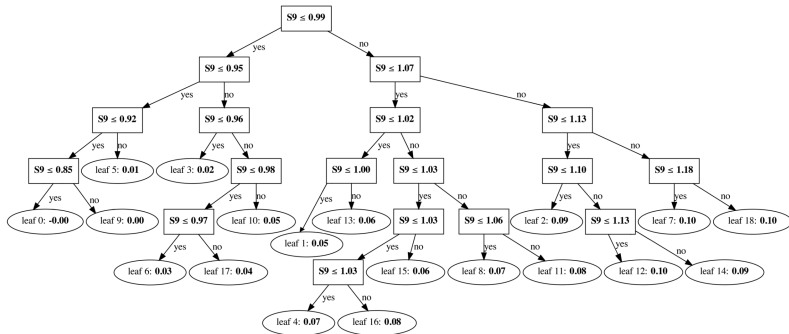 S9 ≤ 0.99
yes no
S9 ≤ 0.95 S9 ≤ 1.07
yes no yes no
S9 ≤ 0.92 S9 ≤ 0.96 S9 ≤ 1.02 S9 ≤ 1.13
yes no yes no yes no yes no
S9 ≤ 0.85 leaf 5: 0.01 leaf 3: 0.02 S9 ≤ 0.98 S9 ≤ 1.00 S9 ≤ 1.03 S9 ≤ 1.10 S9 ≤ 1.18
yes no yes no yes no yes no yes no yes no
leaf 0: -0.00 leaf 9: 0.00 S9 ≤ 0.97 leaf 10: 0.05 leaf 1: 0.05 leaf 13: 0.06 S9 ≤ 1.03 S9 ≤ 1.06 leaf 2: 0.09 S9 ≤ 1.13 leaf 7: 0.10 leaf 18: 0.10
yes no yes no yes no yes no
leaf 6: 0.03 leaf 17: 0.04 S9 ≤ 1.03 leaf 15: 0.06 leaf 8: 0.07 leaf 11: 0.08 leaf 12: 0.10 leaf 14: 0.09
yes no
leaf 4: 0.07 leaf 16: 0.08